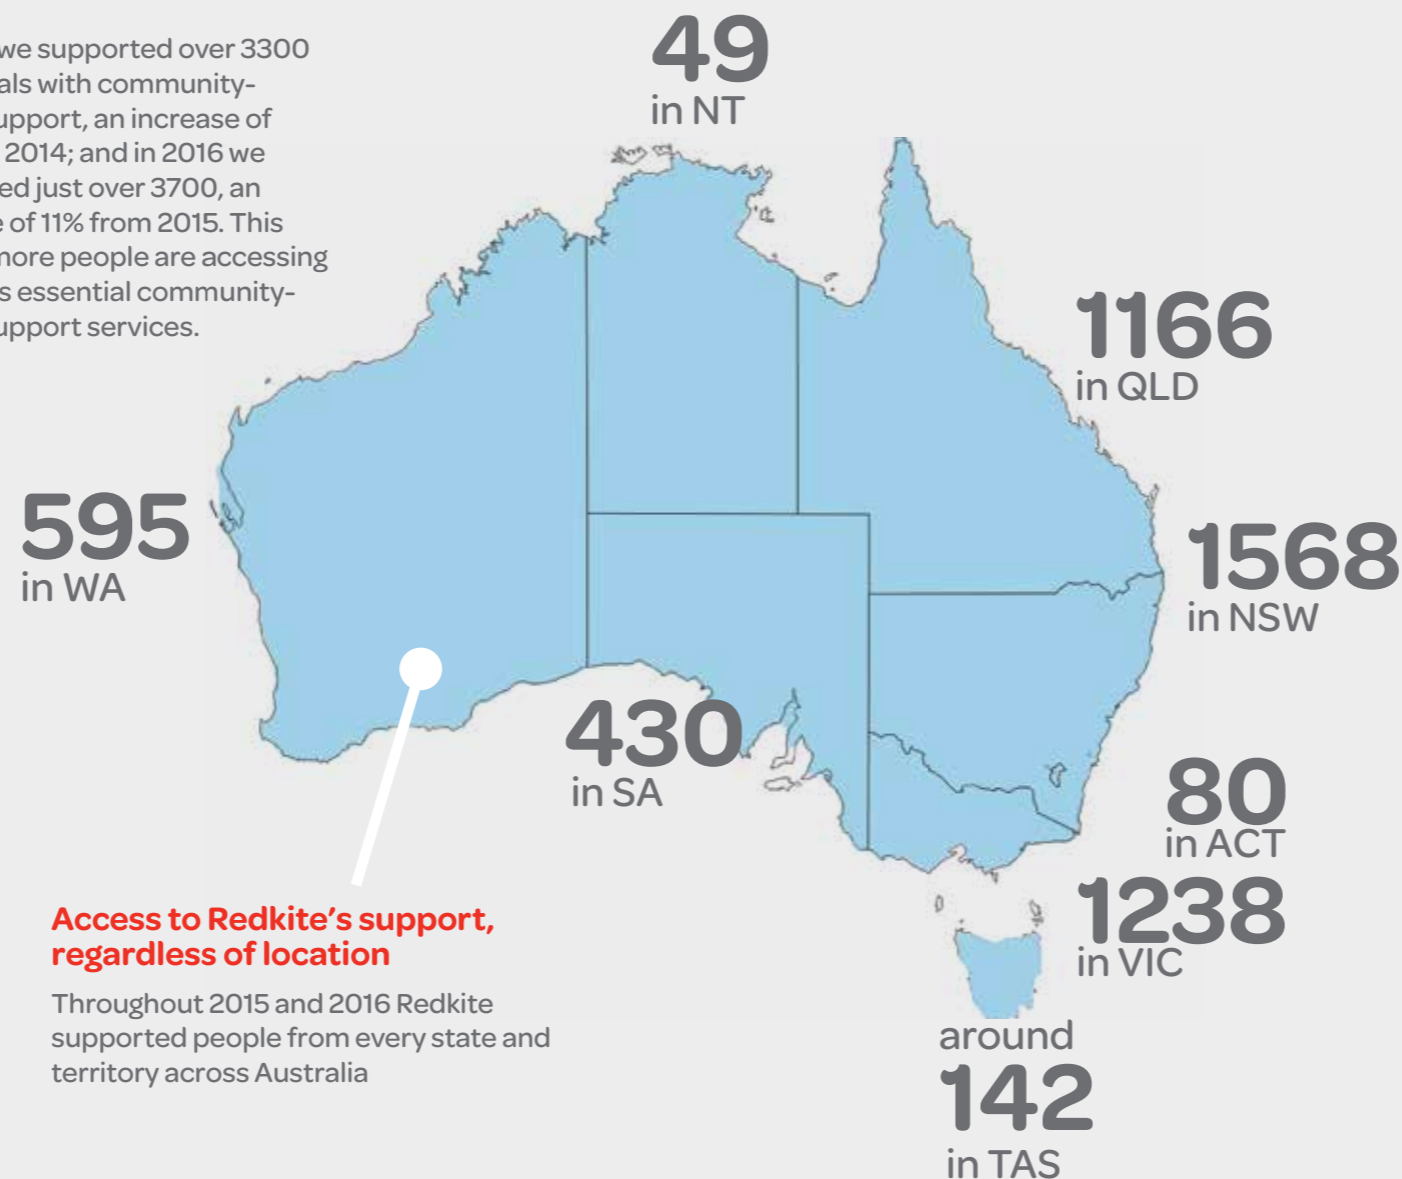 we supported over 3300
als with community-
upport, an increase of
2014; and in 2016 we
ed just over 3700, an
e of 11% from 2015. This
more people are accessing
s essential community-
upport services.
49
in NT
1166
in QLD
595
in WA
1568
in NSW
430
in SA
80
in ACT
1238
in VIC
around
142
in TAS
Access to Redkite’s support,
regardless of location
Throughout 2015 and 2016 Redkite
supported people from every state and
territory across Australia